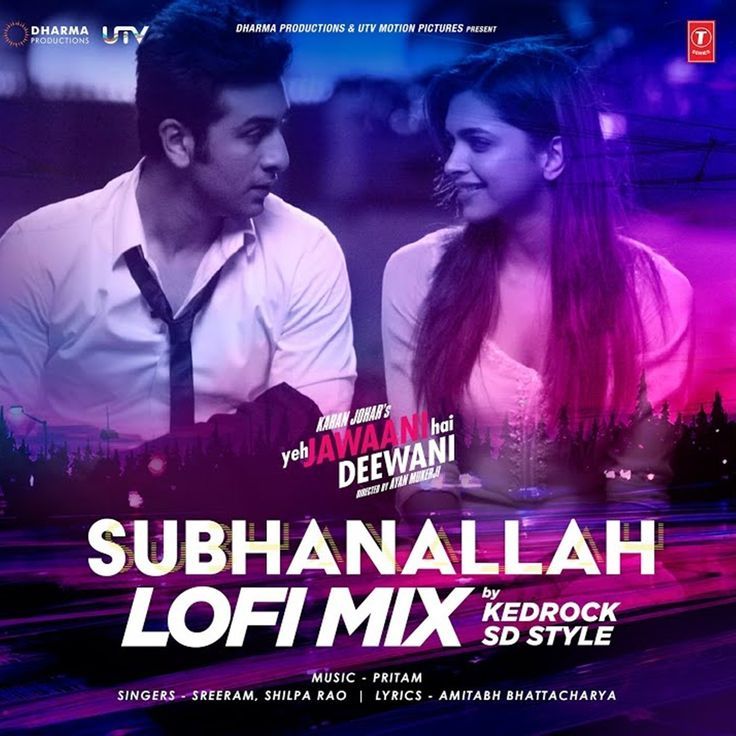 DHARMA
PRODUCTIONS
UTV
DHARMA PRODUCTIONS & UTV MOTION PICTURES PRESENT
T
SERIES
KARAN JOHAR'S
yeh JAWAANI hai
DEEWANI
DIRECTED BY AYAN MUKERJI
SUBHANALLAH
LOFI MIX by KEDROCK
SD STYLE
MUSIC - PRITAM
SINGERS - SREERAM, SHILPA RAO | LYRICS - AMITABH BHATTACHARYA